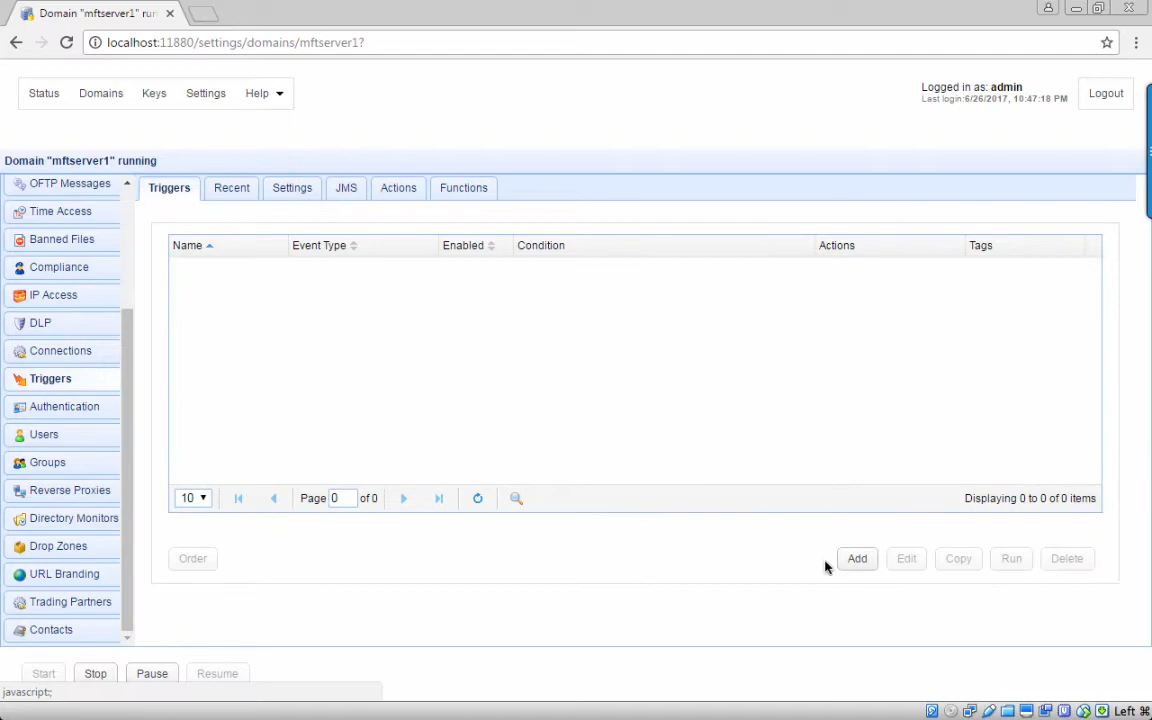 Domain "mftserver1" run
localhost:11880/settings/domains/mftserver1?
Status Domains Keys Settings Help
Logged in as: admin
Last login:6/26/2017, 10:47:18 PM
Logout
Domain "mftserver1" running
OFTP Messages
Time Access
Banned Files
Compliance
IP Access
DLP
Connections
Triggers
Authentication
Users
Groups
Reverse Proxies
Directory Monitors
Drop Zones
URL Branding
Trading Partners
Contacts
Triggers Recent Settings JMS Actions Functions
Name Event Type Enabled Condition Actions Tags
10 Page 0 of 0 Displaying 0 to 0 of 0 items
Order Add Edit Copy Run Delete
Start Stop Pause Resume
javascript:;
Left ⌘